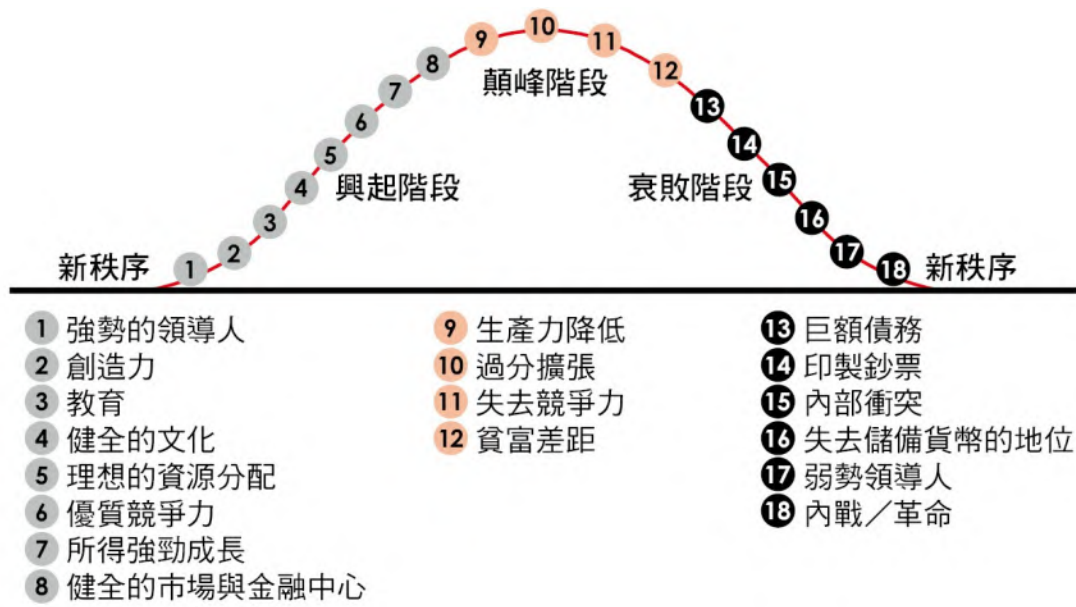 9 10 11 12
8
7
6
5
4
3
2
1
顛峰階段
13
14
15
16
17
18
興起階段
衰敗階段
新秩序
新秩序
1 強勢的領導人
2 創造力
3 教育
4 健全的文化
5 理想的資源分配
6 優質競爭力
7 所得強勁成長
8 健全的市場與金融中心
9 生產力降低
10 過分擴張
11 失去競爭力
12 貧富差距
13 巨額債務
14 印製鈔票
15 內部衝突
16 失去儲備貨幣的地位
17 弱勢領導人
18 內戰／革命